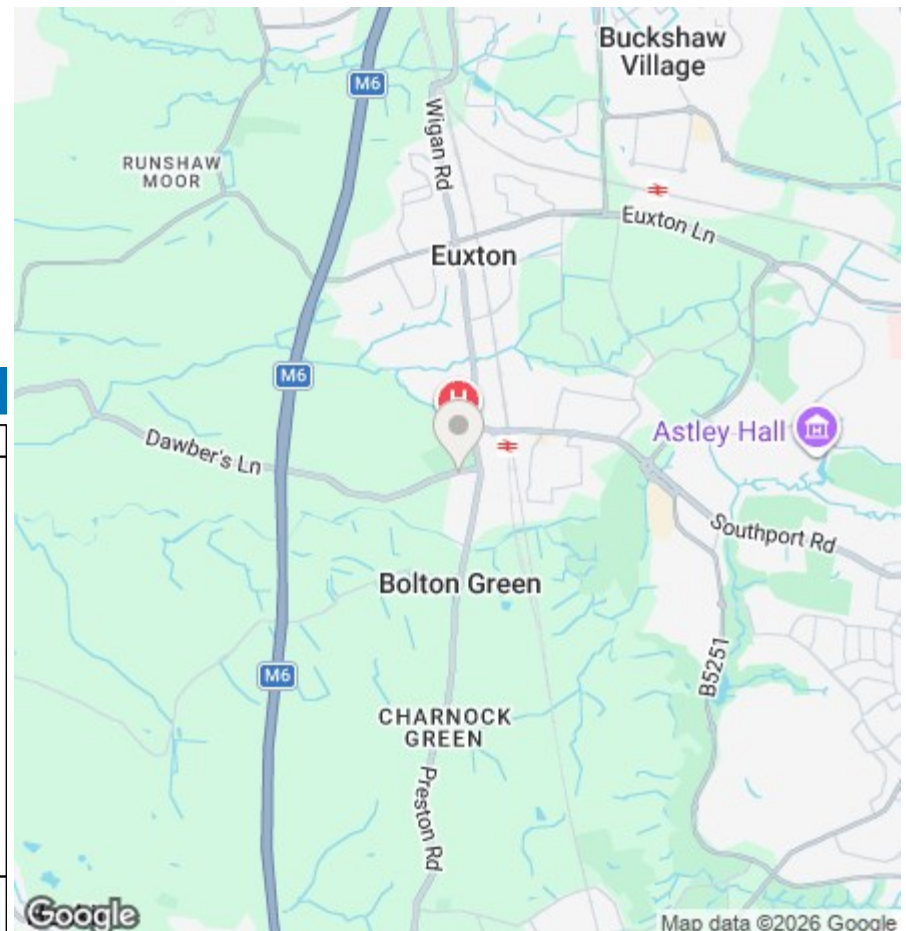 Buckshaw
Village
M6
Wigan Rd
RUNSHAW
MOOR
Euxton Ln
Euxton
M6
H
Astley Hall
Dawber's Ln
Southport Rd
Bolton Green
B5251
M6
CHARNOCK
GREEN
Preston Rd
Google
Map data ©2026 Google